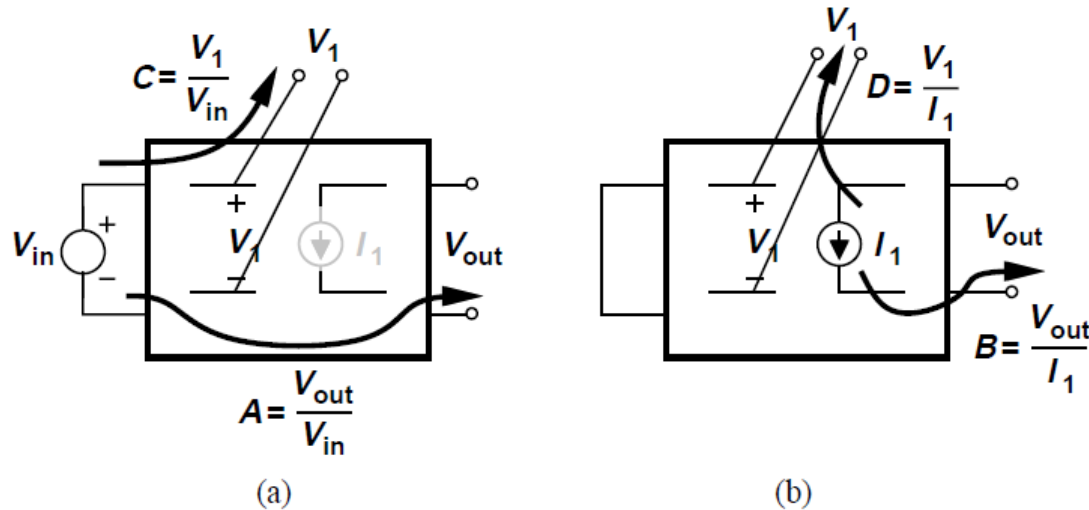 C = V1/Vin
V1
+
V1
−
I1
+
Vin
−
Vout
A = Vout/Vin
(a)
V1
D = V1/I1
+
V1
−
I1
Vout
B = Vout/I1
(b)